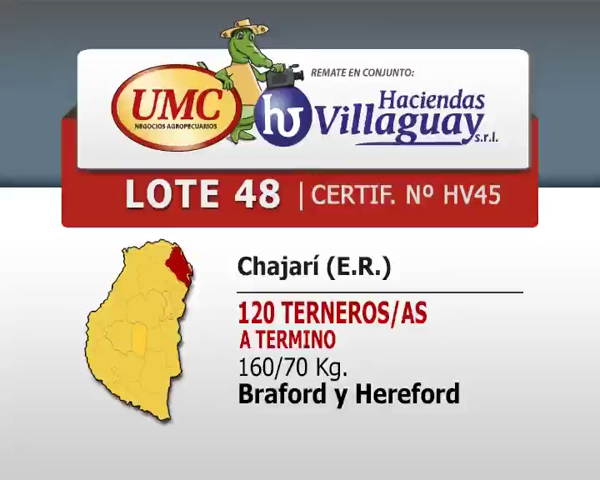 REMATE EN CONJUNTO:
UMC
NEGOCIOS AGROPECUARIOS
hv
Haciendas
Villaguay
s.r.l.
LOTE 48 | CERTIF. Nº HV45
Chajarí (E.R.)
120 TERNEROS/AS
A TERMINO
160/70 Kg.
Braford y Hereford